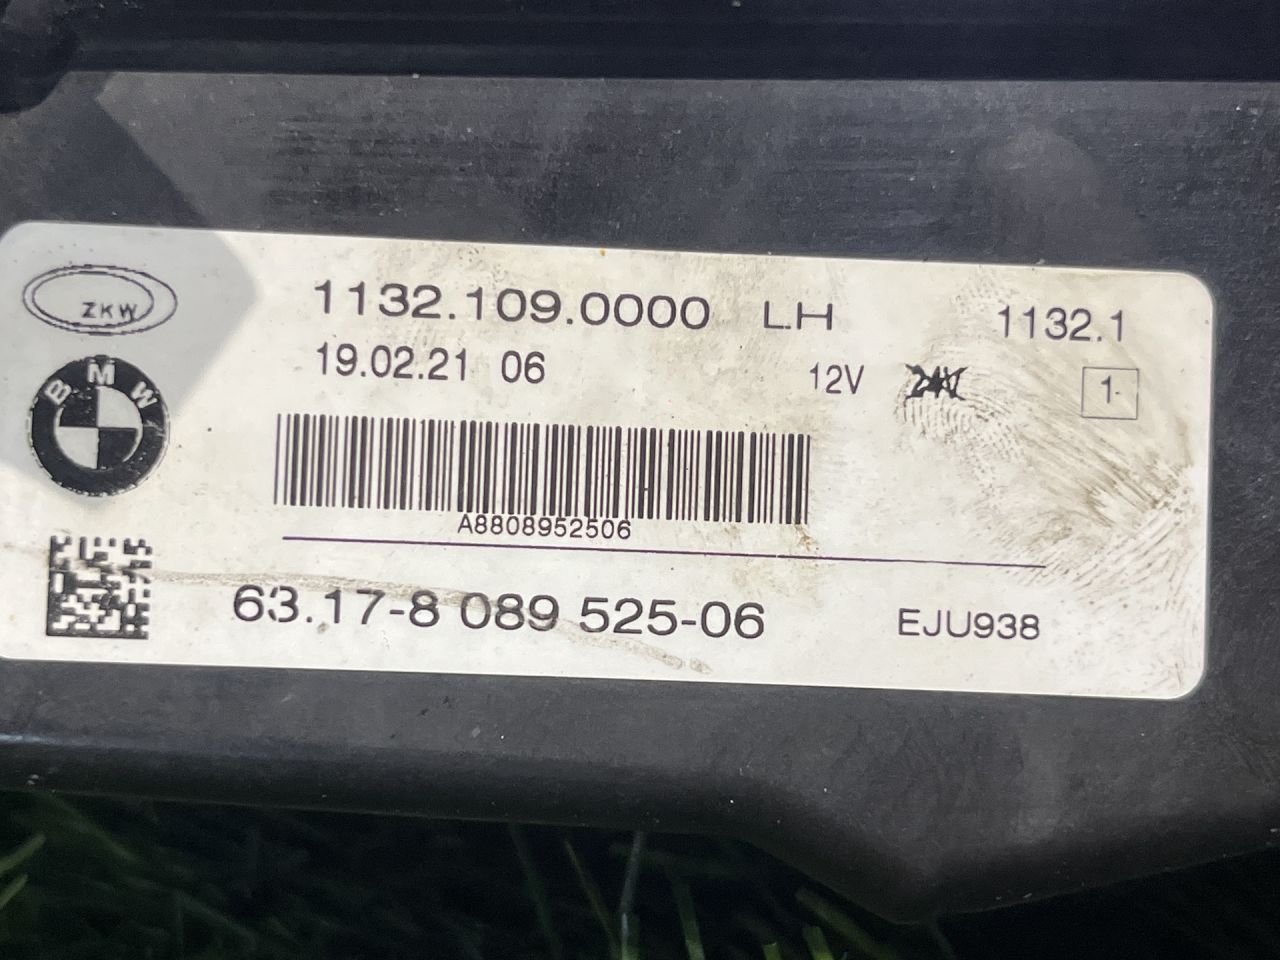 ZKW
1132.109.0000 LH 1132.1
19.02.21 06 12V 24V 1
BMW
A8808952506
63.17-8 089 525-06 EJU938